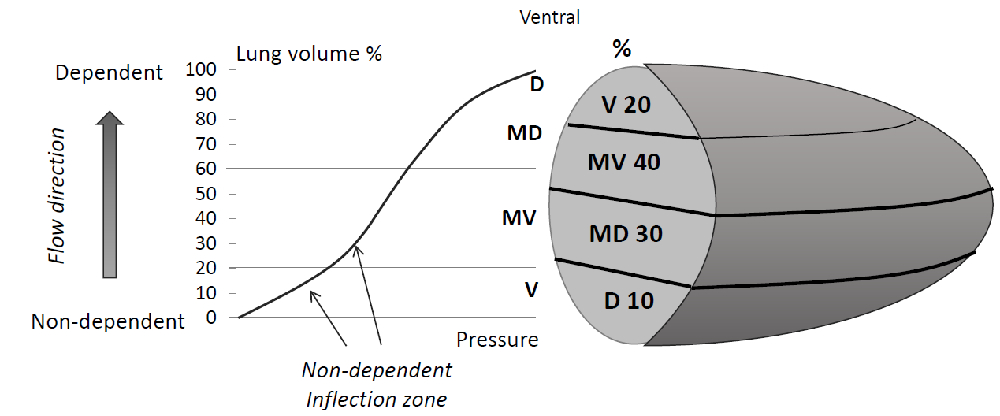 Ventral
%
Lung volume %
Dependent
Flow direction
Non-dependent
100
90
80
70
60
50
40
30
20
10
0
D
MD
MV
V
Pressure
Non-dependent
Inflection zone
V 20
MV 40
MD 30
D 10